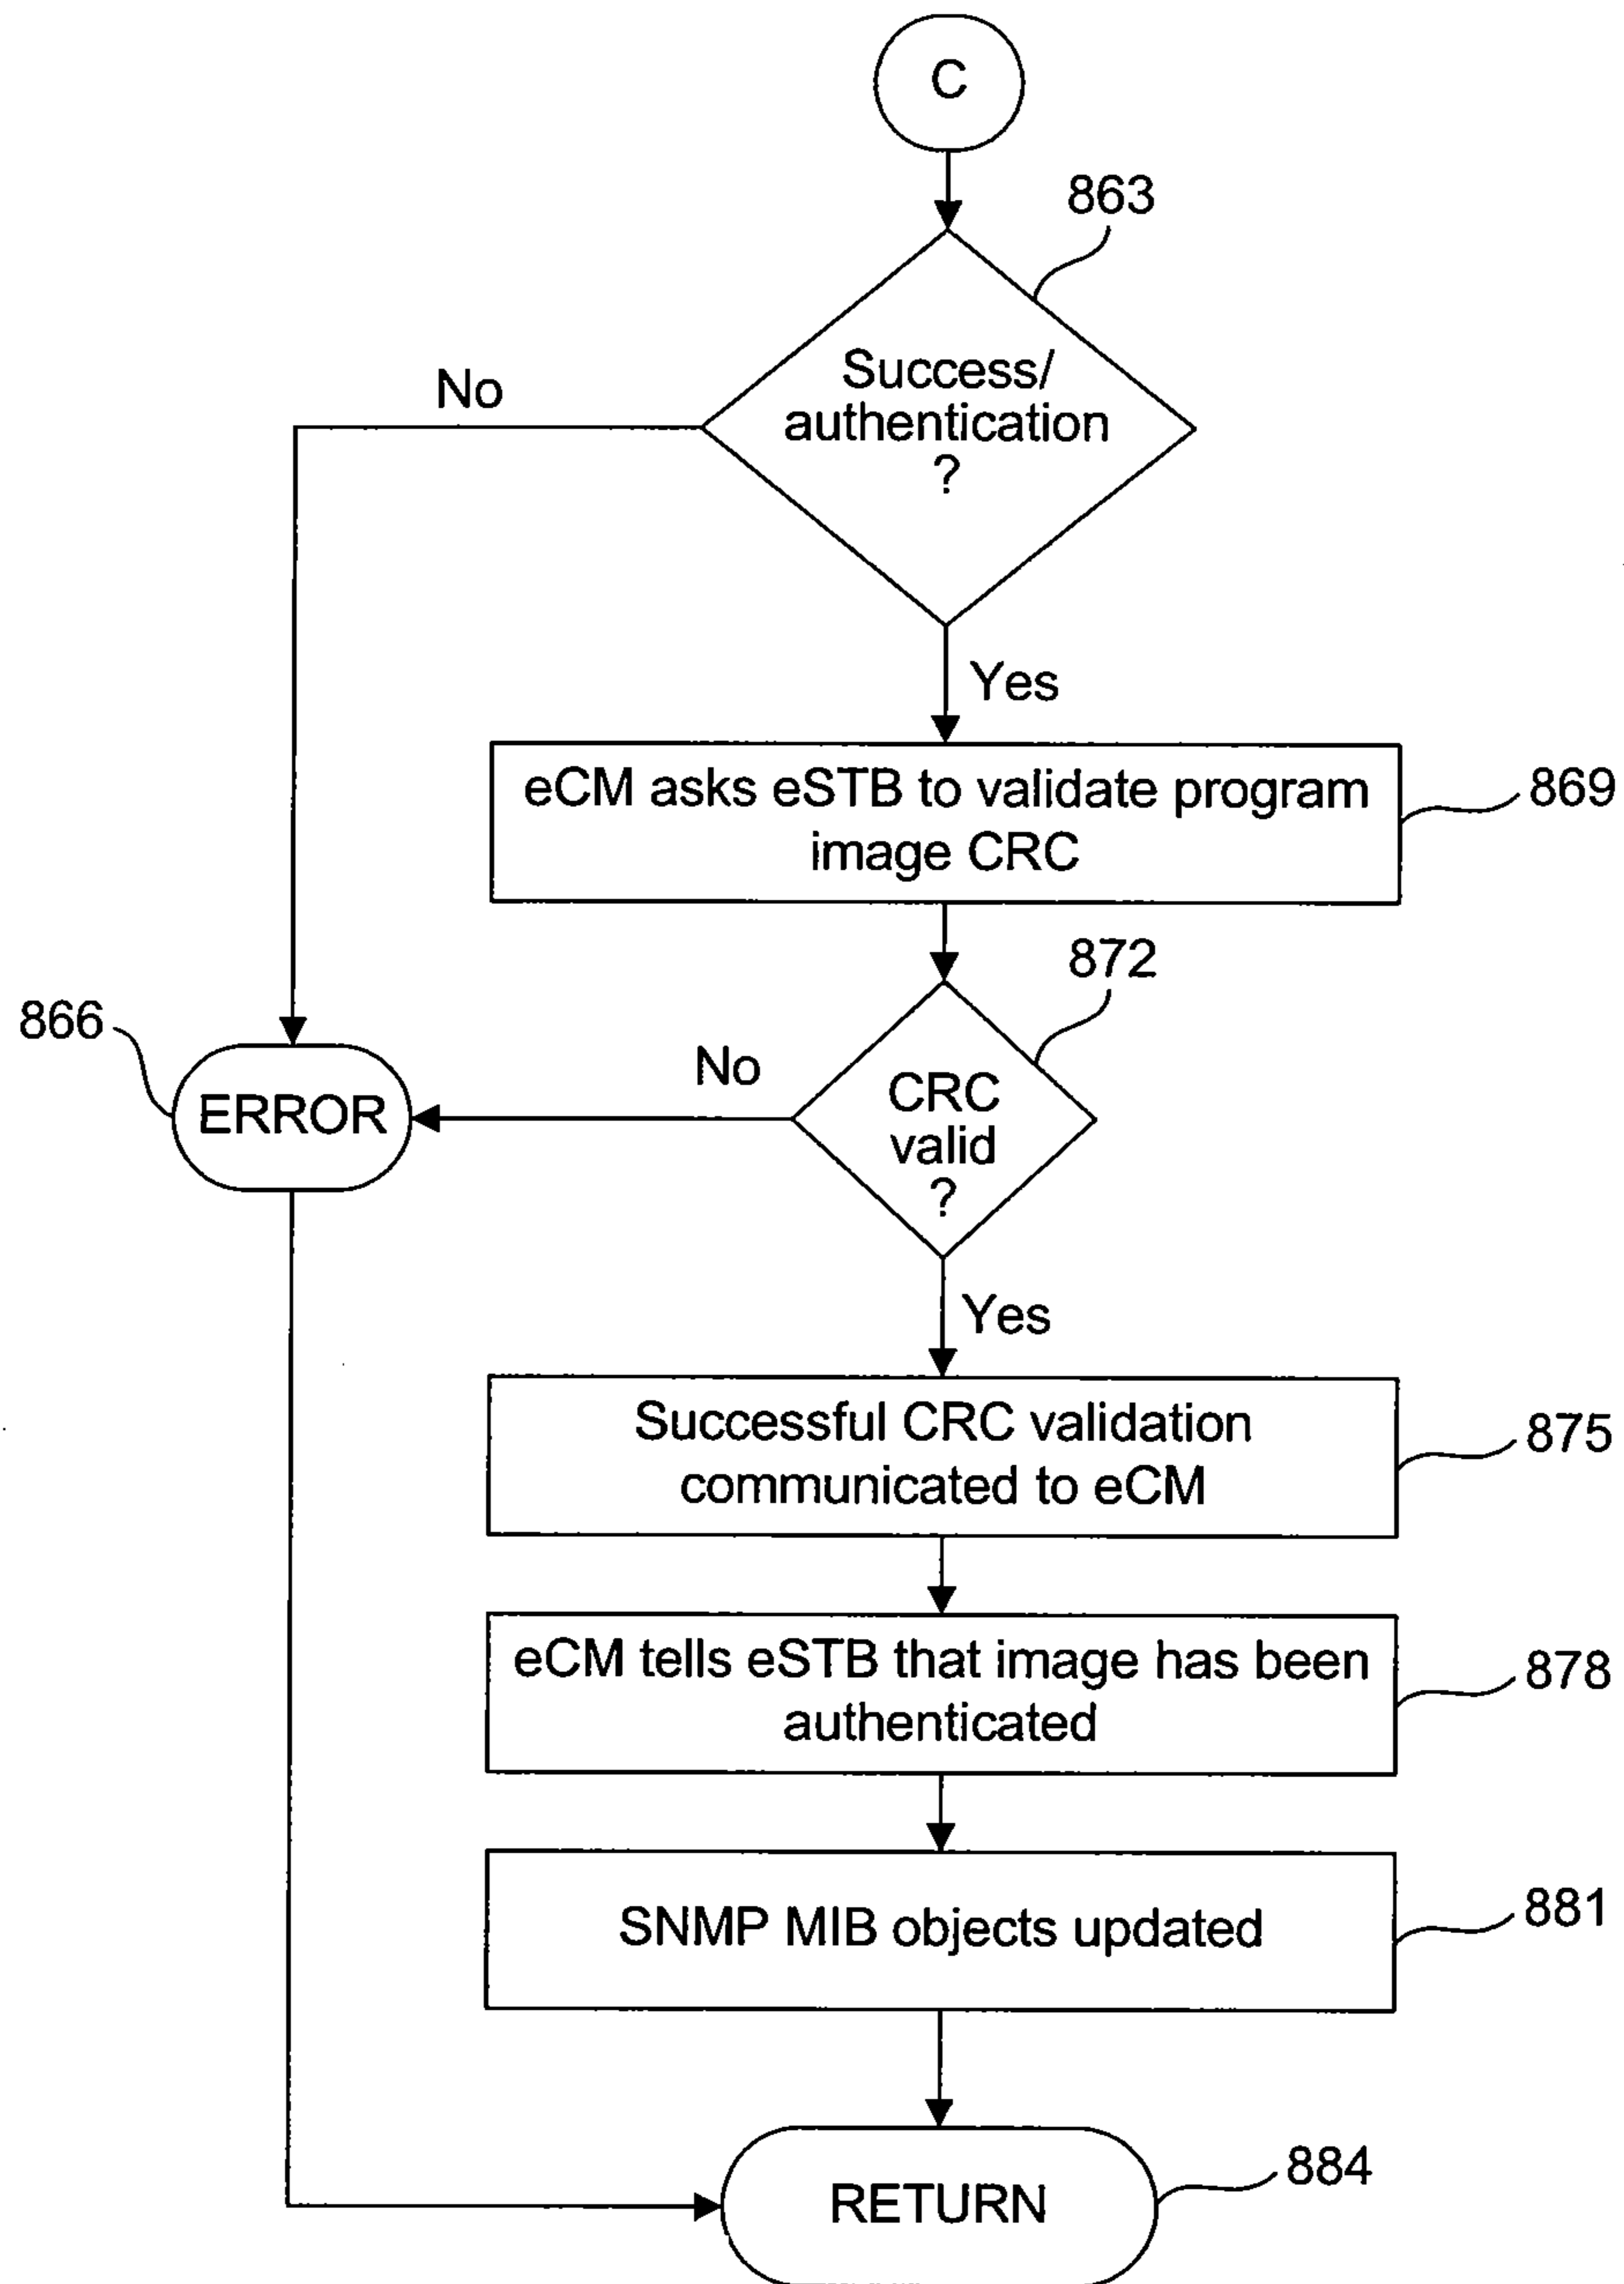 C
863
Success/
authentication
?
No
Yes
eCM asks eSTB to validate program
image CRC
869
872
866
ERROR
No
CRC
valid
?
Yes
Successful CRC validation
communicated to eCM
875
eCM tells eSTB that image has been
authenticated
878
SNMP MIB objects updated
881
RETURN
884